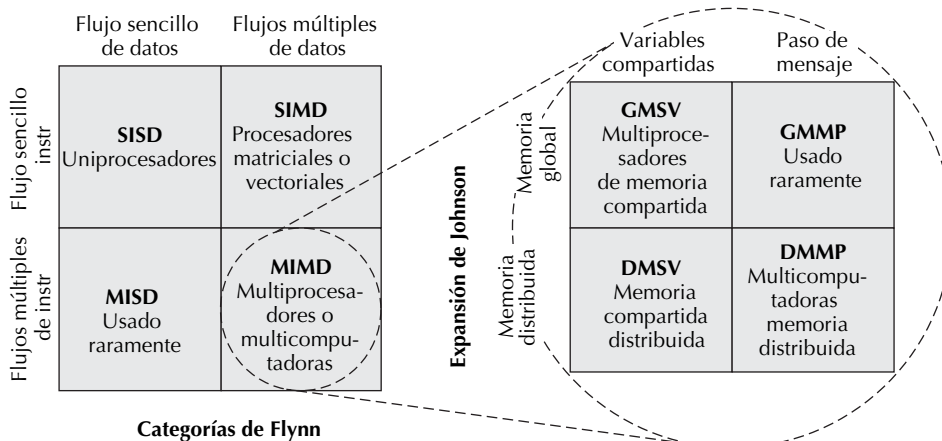 Flujo sencillo
de datos
Flujos múltiples
de datos
Flujo sencillo
instr
SISD
Uniprocesadores
SIMD
Procesadores
matriciales o
vectoriales
Flujos múltiples
de instr
MISD
Usado
raramente
MIMD
Multiprocesa-
dores o
multicompu-
tadoras
Categorías de Flynn
Expansión de Johnson
Variables
compartidas
Paso de
mensaje
Memoria
global
GMSV
Multiproce-
sadores
de memoria
compartida
GMMP
Usado
raramente
Memoria
distribuida
DMSV
Memoria
compartida
distribuida
DMMP
Multicompu-
tadoras
memoria
distribuida